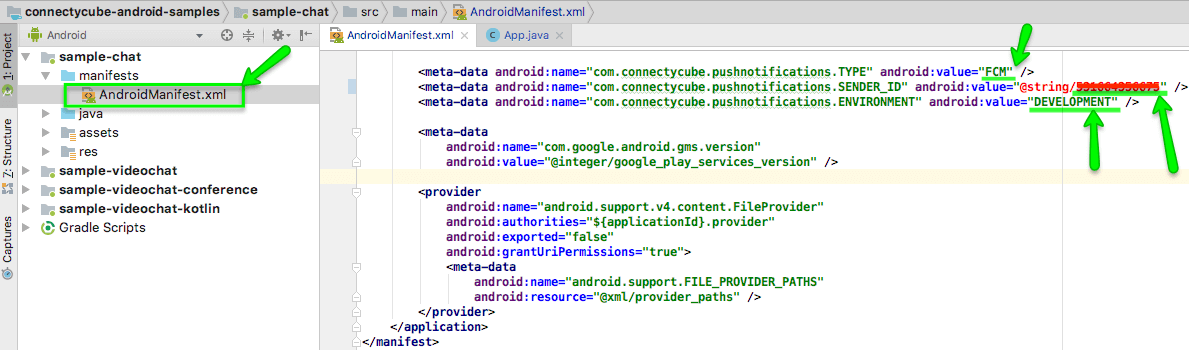 connectycube-android-samples sample-chat src main AndroidManifest.xml
Android
AndroidManifest.xml × App.java ×
1: Project
7: Structure
Captures
sample-chat
manifests
AndroidManifest.xml
java
assets
res
sample-videochat
sample-videochat-conference
sample-videochat-kotlin
Gradle Scripts
<meta-data android:name="com.connectycube.pushnotifications.TYPE" android:value="FCM" />
<meta-data android:name="com.connectycube.pushnotifications.SENDER_ID" android:value="@string/" />
<meta-data android:name="com.connectycube.pushnotifications.ENVIRONMENT" android:value="DEVELOPMENT" />
<meta-data
android:name="com.google.android.gms.version"
android:value="@integer/google_play_services_version" />
<provider
android:name="android.support.v4.content.FileProvider"
android:authorities="${applicationId}.provider"
android:exported="false"
android:grantUriPermissions="true">
<meta-data
android:name="android.support.FILE_PROVIDER_PATHS"
android:resource="@xml/provider_paths" />
</provider>
</application>
</manifest>